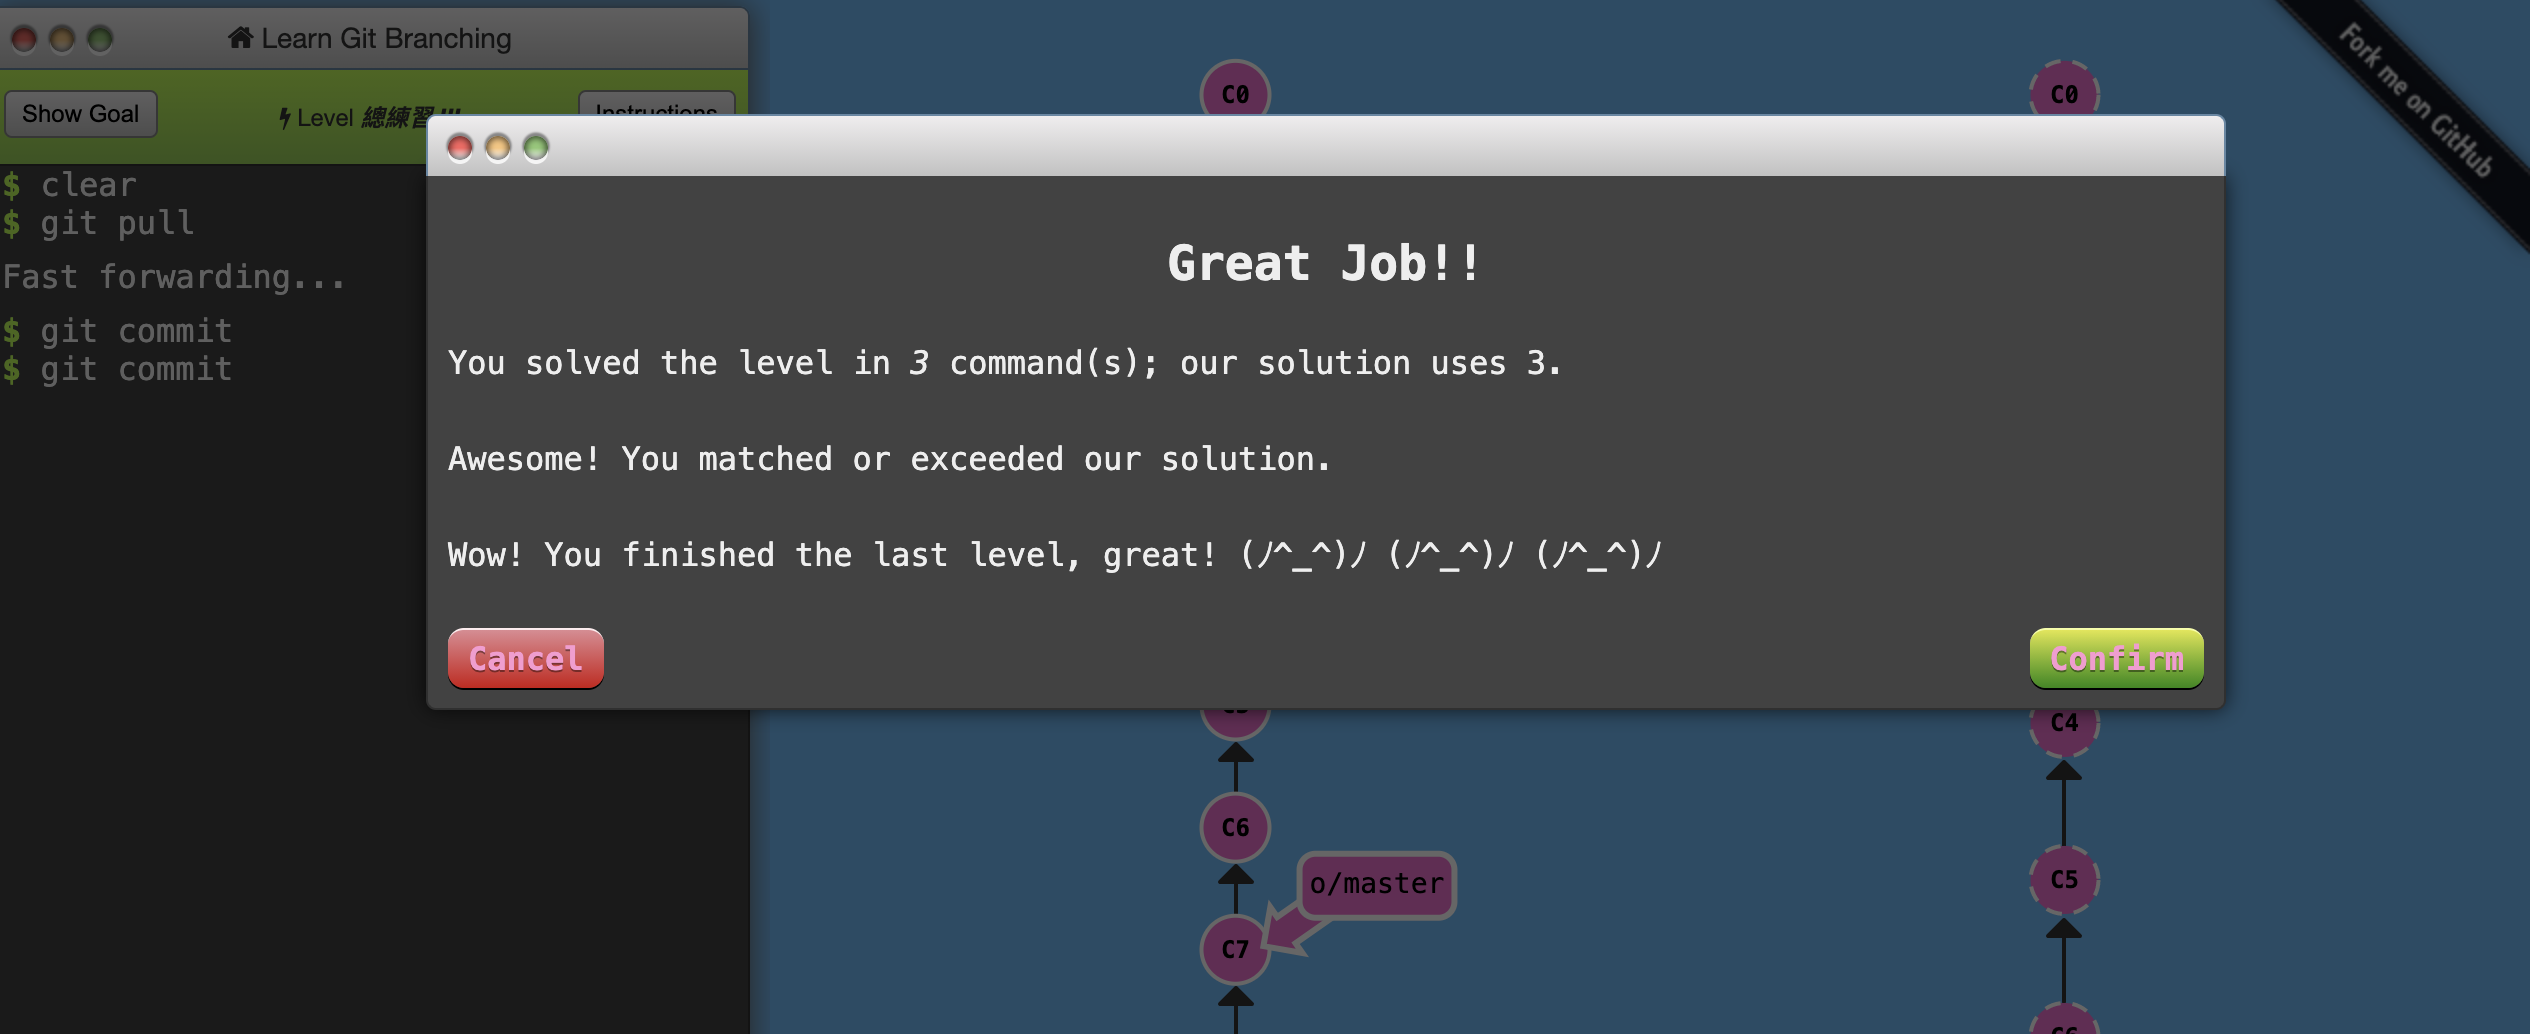 Learn Git Branching
Show Goal
Level 總練習 !!!
Instructions
$ clear
$ git pull
Fast forwarding...
$ git commit
$ git commit
C0
C0
Fork me on GitHub
Great Job!!
You solved the level in 3 command(s); our solution uses 3.
Awesome! You matched or exceeded our solution.
Wow! You finished the last level, great! (ﾉ^_^)ﾉ (ﾉ^_^)ﾉ (ﾉ^_^)ﾉ
Cancel
Confirm
C4
C6
o/master
C5
C7